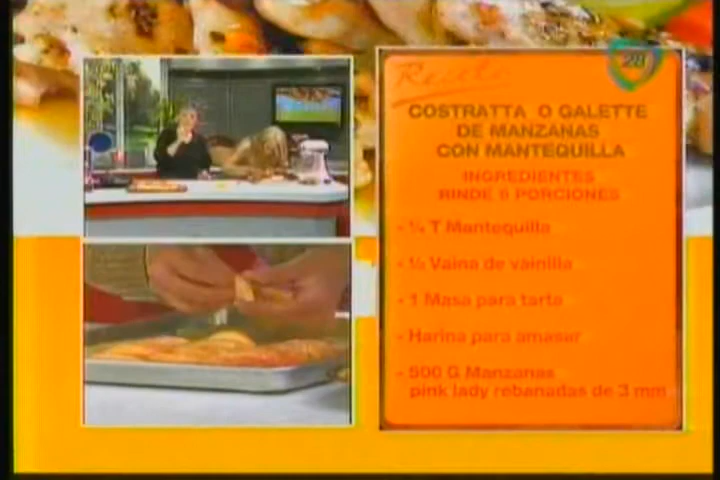 Receta
28
COSTRATTA O GALETTE
DE MANZANAS
CON MANTEQUILLA
INGREDIENTES
RINDE 6 PORCIONES
- ¼ T Mantequilla
- ½ Vaina de vainilla
- 1 Masa para tarta
- Harina para amasar
- 500 G Manzanas
pink lady rebanadas de 3 mm